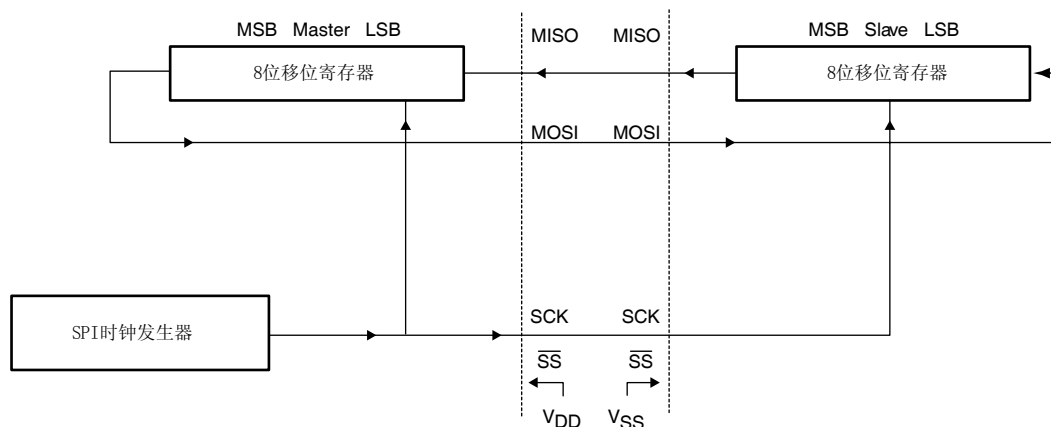 MSB Master LSB
MISO MISO
MSB Slave LSB
8位移位寄存器
8位移位寄存器
MOSI MOSI
SPI时钟发生器
SCK SCK
SS SS
VDD VSS